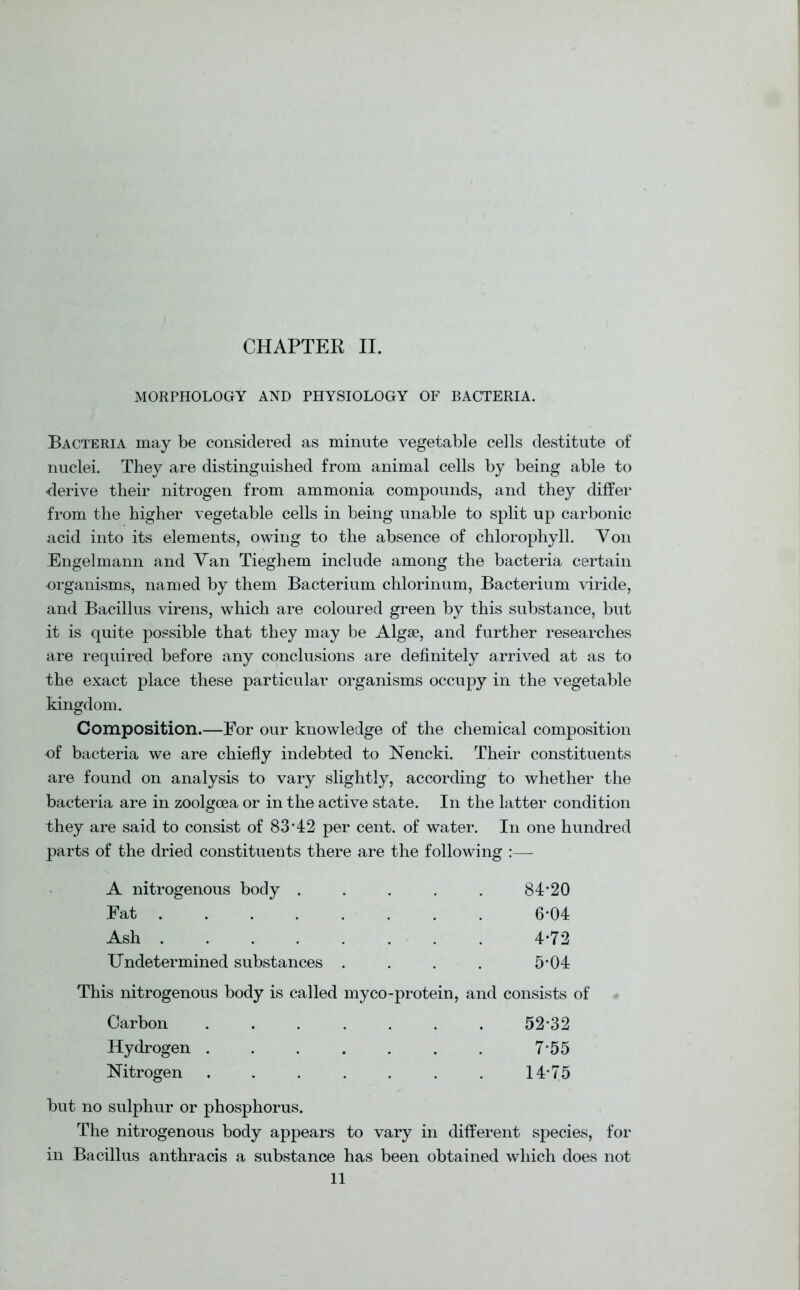 CHAPTER II.
MORPHOLOGY AND PHYSIOLOGY OF BACTERIA.
Bacteria may be considered as minute vegetable cells destitute of
nuclei. They are distinguished from animal cells by being able to
derive their nitrogen from ammonia compounds, and they differ
from the higher vegetable cells in being unable to split up carbonic
acid into its elements, owing to the absence of chlorophyll. Von
Engelmann and Van Tieghem include among the bacteria certain
organisms, named by them Bacterium chlorinum, Bacterium viride,
and Bacillus virens, which are coloured green by this substance, but
it is quite possible that they may be Algæ, and further researches
are required before any conclusions are definitely arrived at as to
the exact place these particular organisms occupy in the vegetable
kingdom.
Composition.—For our knowledge of the chemical composition
of bacteria we are chiefly indebted to Nencki. Their constituents
are found on analysis to vary slightly, according to whether the
bacteria are in zoolgœa or in the active state. In the latter condition
they are said to consist of 83·42 per cent. of water. In one hundred
parts of the dried constituents there are the following :—
A nitrogenous body . . . . . 84·20
Fat . . . . . . . . 6·04
Ash . . . . . . . . 4·72
Undetermined substances . . . . 5·04
This nitrogenous body is called myco-protein, and consists of
Carbon . . . . . . . 52·32
Hydrogen . . . . . . . 7·55
Nitrogen . . . . . . . 14·75
but no sulphur or phosphorus.
The nitrogenous body appears to vary in different species, for
in Bacillus anthracis a substance has been obtained which does not
11